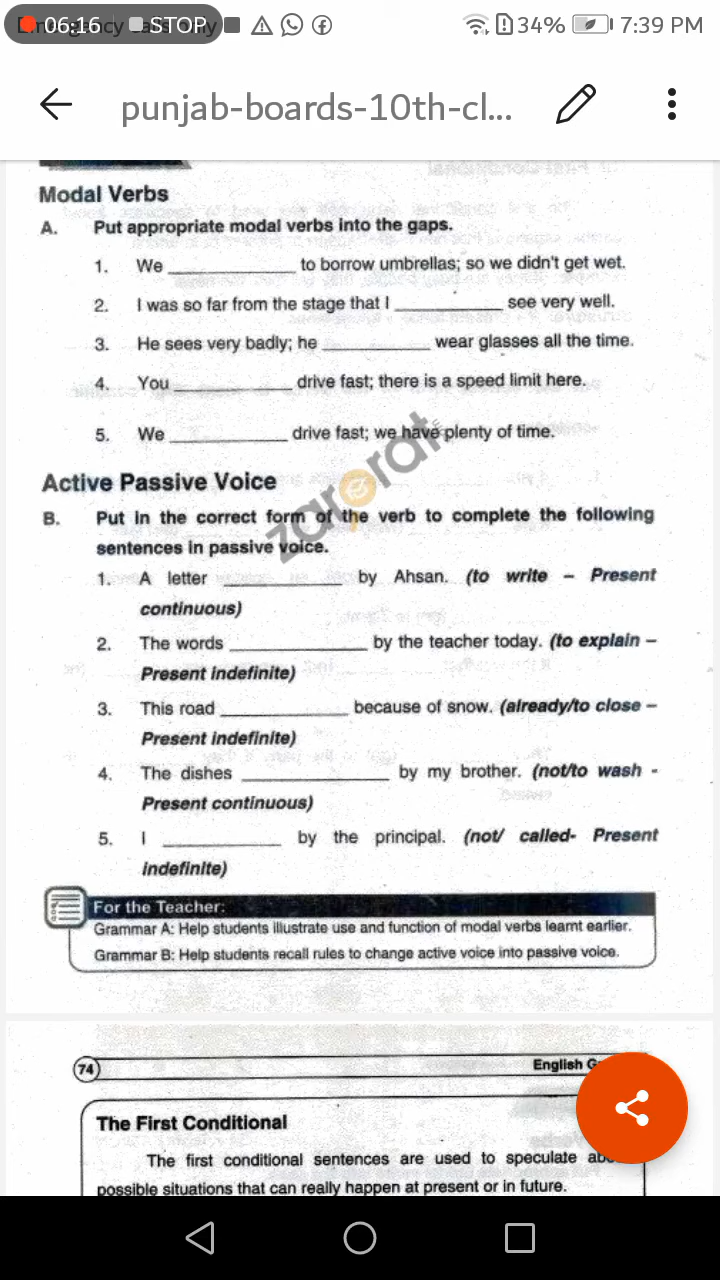 06:16 STOP 34% 7:39 PM
punjab-boards-10th-cl...
Modal Verbs
A. Put appropriate modal verbs into the gaps.
1. We ____________ to borrow umbrellas; so we didn't get wet.
2. I was so far from the stage that I __________ see very well.
3. He sees very badly; he __________ wear glasses all the time.
4. You ___________ drive fast; there is a speed limit here.
5. We ___________ drive fast; we have plenty of time.
zarorat
Active Passive Voice
B. Put in the correct form of the verb to complete the following
sentences in passive voice.
1. A letter ___________ by Ahsan. (to write – Present
continuous)
2. The words _____________ by the teacher today. (to explain –
Present indefinite)
3. This road ____________ because of snow. (already/to close –
Present indefinite)
4. The dishes ______________ by my brother. (not/to wash -
Present continuous)
5. I ___________ by the principal. (not/ called- Present
indefinite)
For the Teacher:
Grammar A: Help students illustrate use and function of modal verbs learnt earlier.
Grammar B: Help students recall rules to change active voice into passive voice.
74 English
The First Conditional
The first conditional sentences are used to speculate
possible situations that can really happen at present or in future.